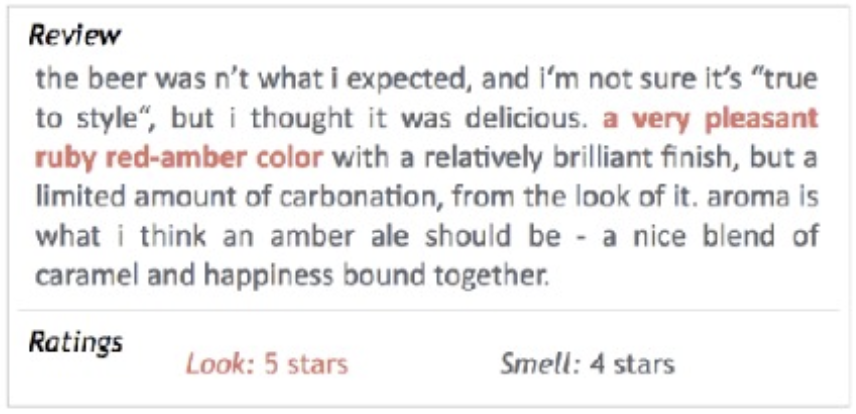 Review
the beer was n't what i expected, and i'm not sure it's "true
to style", but i thought it was delicious. a very pleasant
ruby red-amber color with a relatively brilliant finish, but a
limited amount of carbonation, from the look of it. aroma is
what i think an amber ale should be - a nice blend of
caramel and happiness bound together.
Ratings
Look: 5 stars Smell: 4 stars